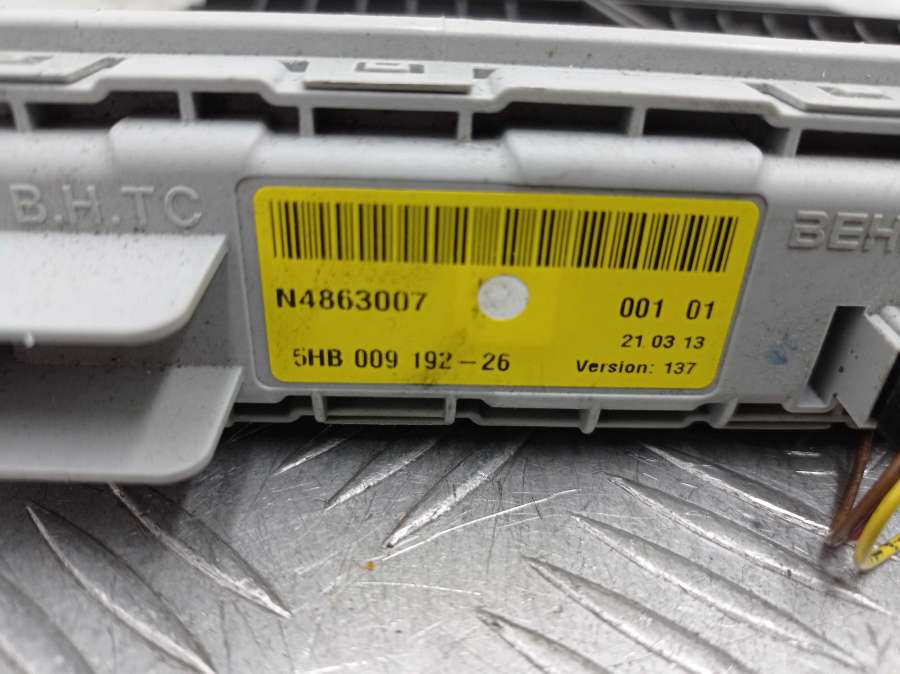 B.H.TC
BEH
N4863007
001 01
21 03 13
5HB 009 192-26
Version: 137